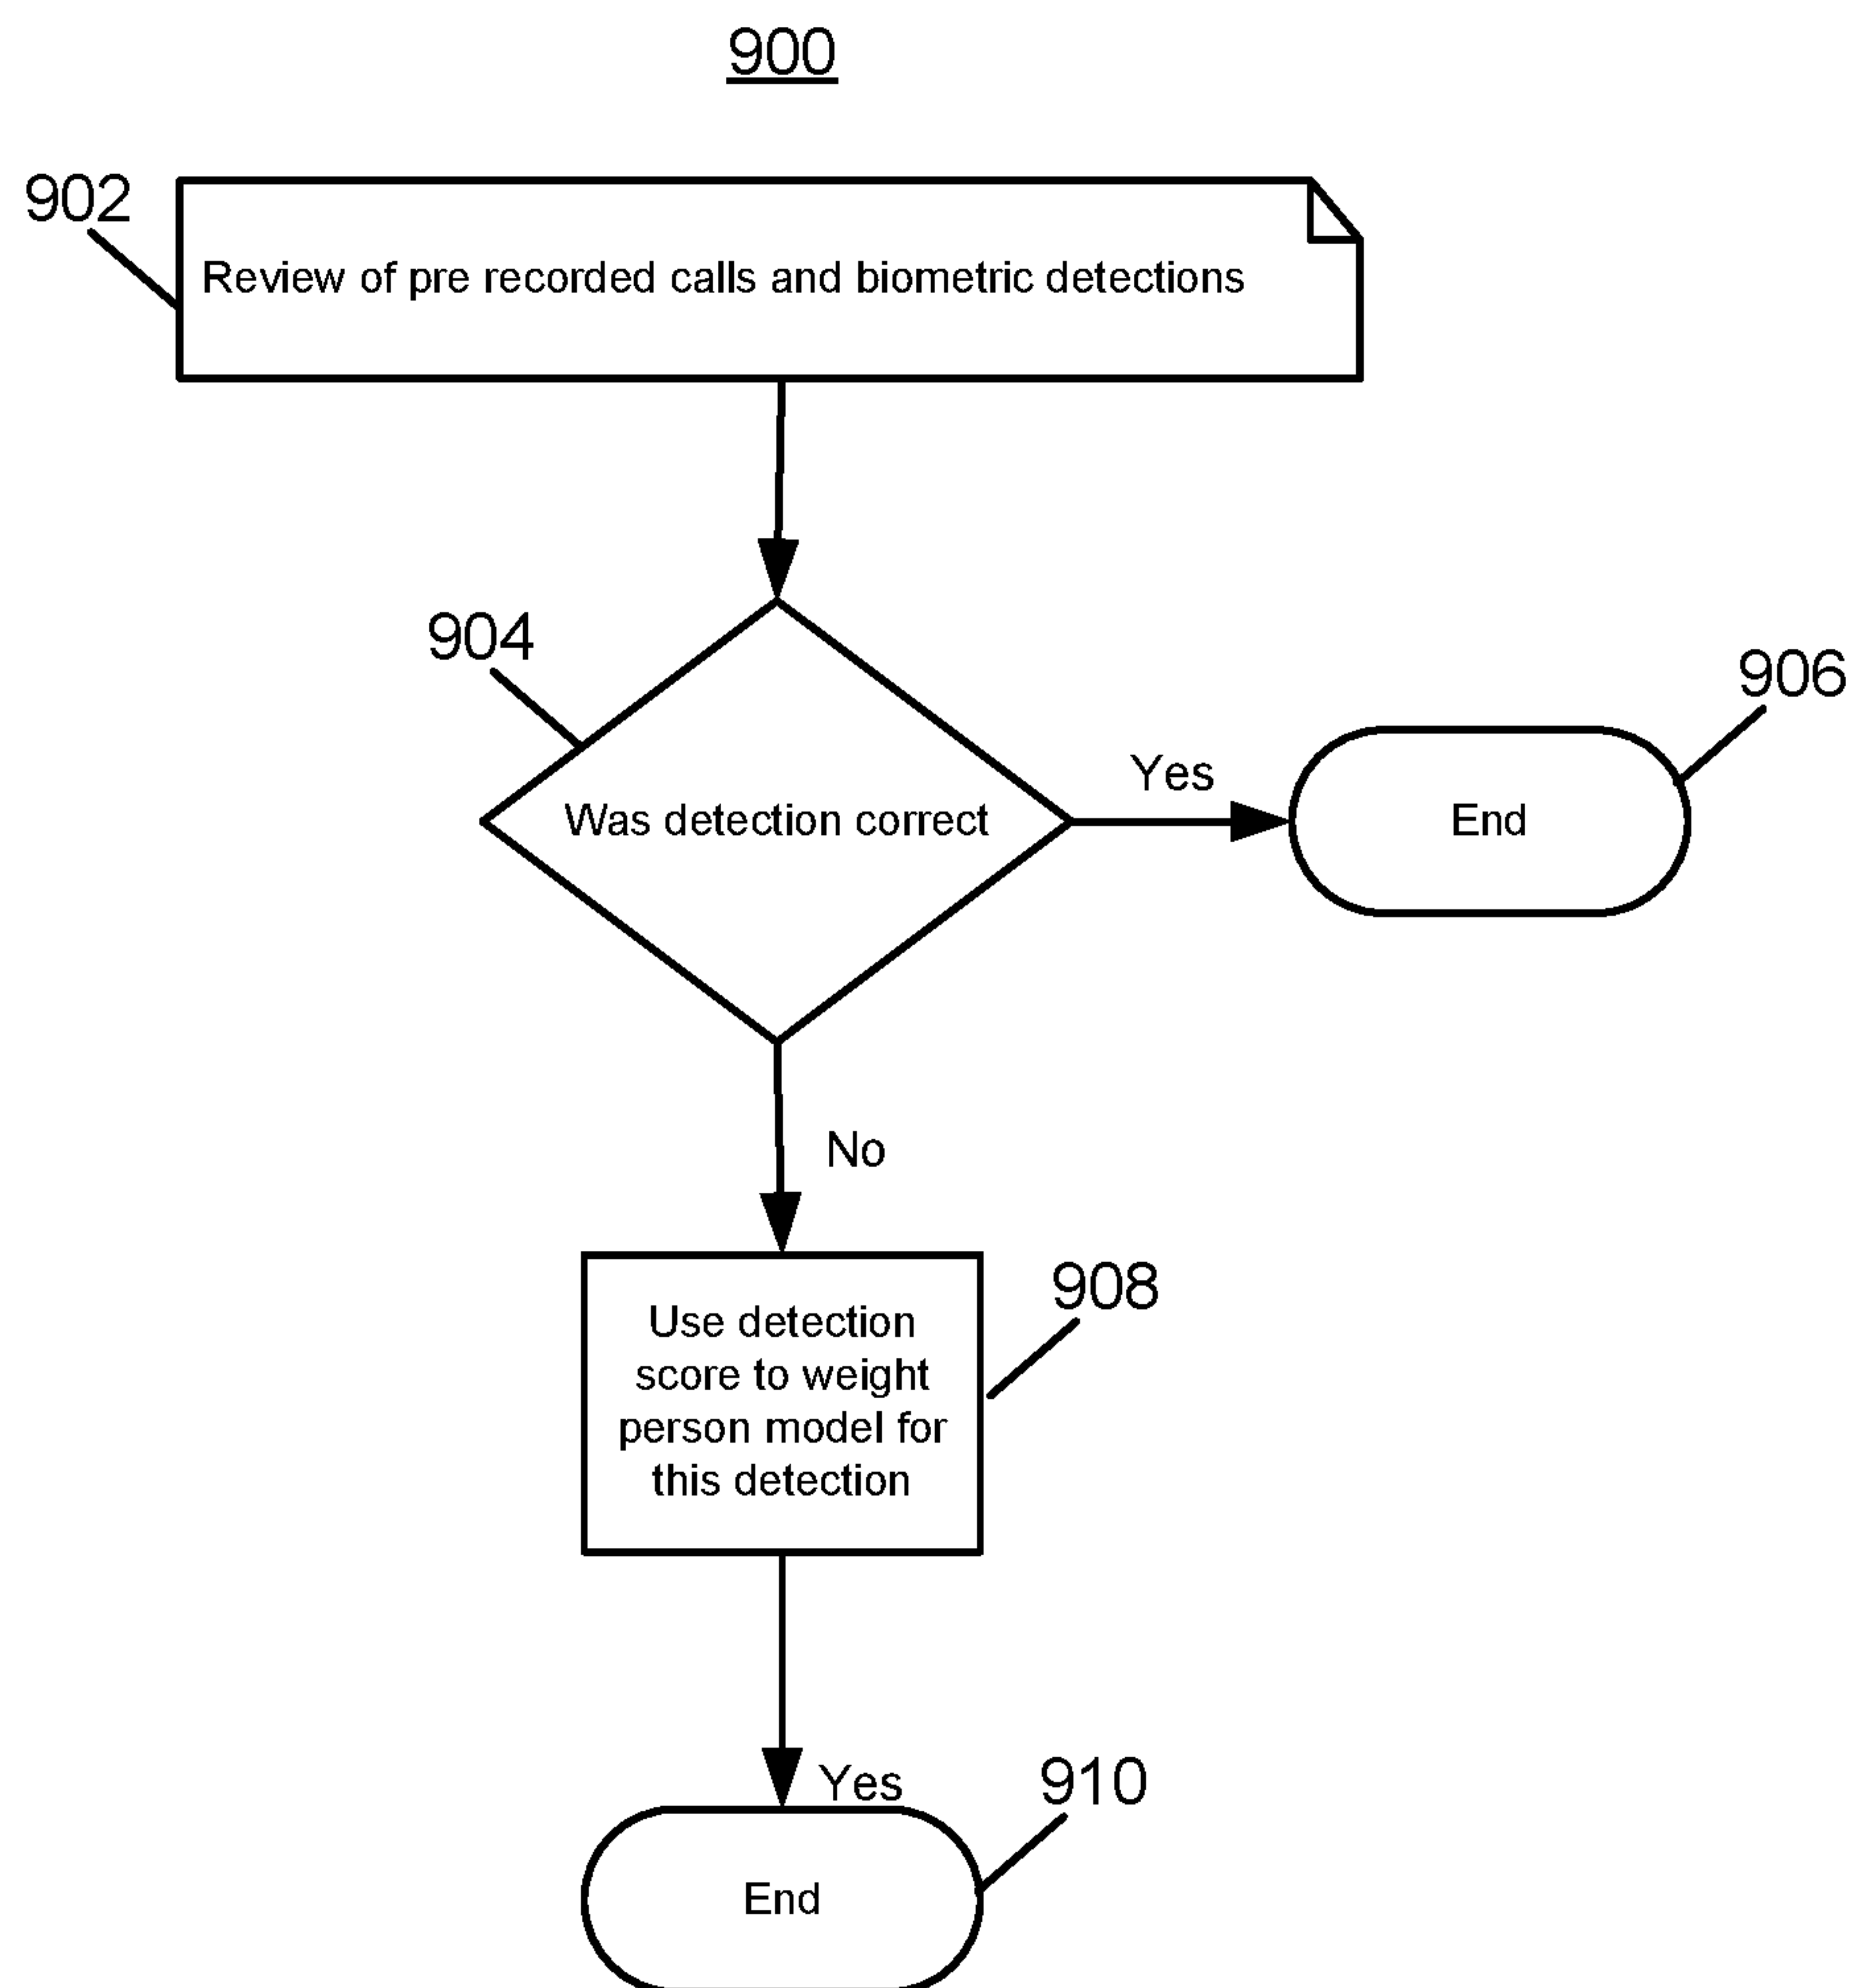 900
902
Review of pre recorded calls and biometric detections
904
906
Yes
Was detection correct
End
No
908
Use detection
score to weight
person model for
this detection
910
Yes
End